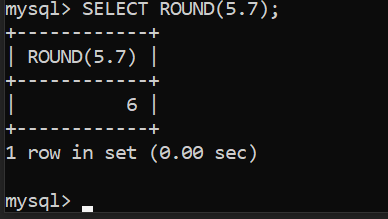 mysql> SELECT ROUND(5.7);
+------------+
| ROUND(5.7) |
+------------+
|          6 |
+------------+
1 row in set (0.00 sec)
mysql>